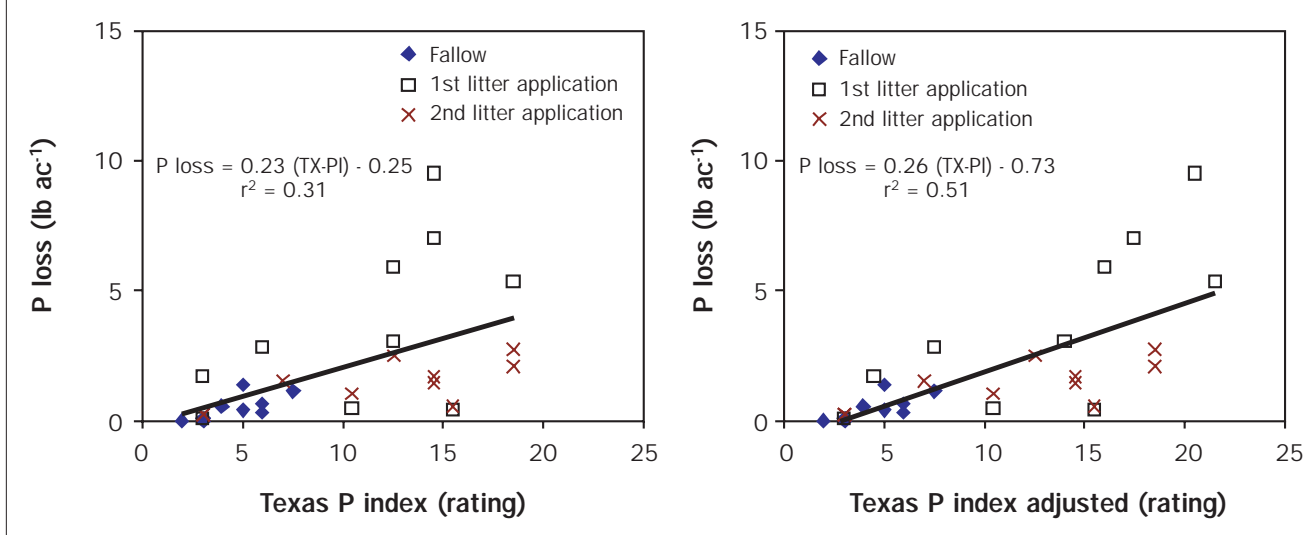 15
10
5
0
0 5 10 15 20 25
P loss (lb ac⁻¹)
Fallow
1st litter application
2nd litter application
P loss = 0.23 (TX-PI) - 0.25
r² = 0.31
Texas P index (rating)
15
10
5
0
0 5 10 15 20 25
P loss (lb ac⁻¹)
Fallow
1st litter application
2nd litter application
P loss = 0.26 (TX-PI) - 0.73
r² = 0.51
Texas P index adjusted (rating)